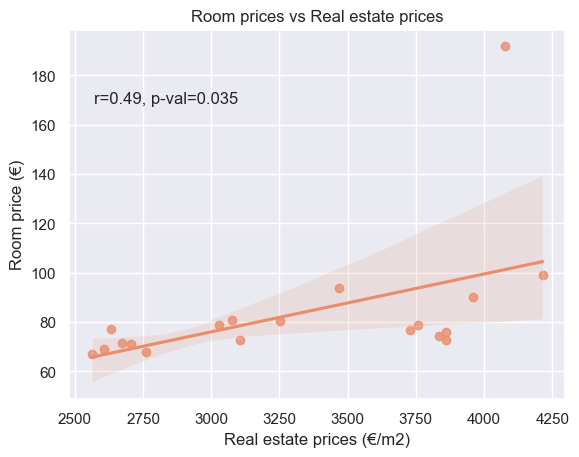 Room prices vs Real estate prices
r=0.49, p-val=0.035
Room price (€)
180
160
140
120
100
80
60
2500 2750 3000 3250 3500 3750 4000 4250
Real estate prices (€/m2)